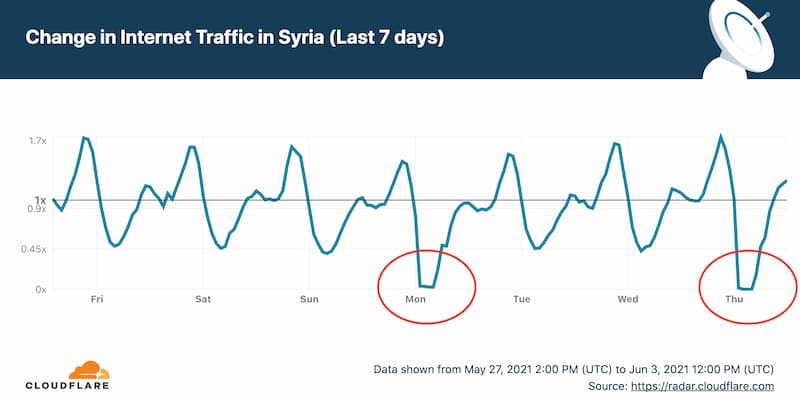 Change in Internet Traffic in Syria (Last 7 days)
1.7x
1x
0.9x
0.45x
0x
Fri Sat Sun Mon Tue Wed Thu
CLOUDFLARE
Data shown from May 27, 2021 2:00 PM (UTC) to Jun 3, 2021 12:00 PM (UTC)
Source: https://radar.cloudflare.com